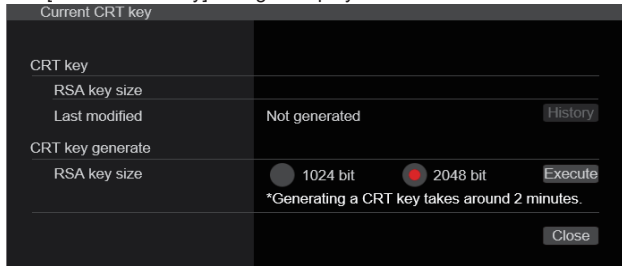 Current CRT key
CRT key
RSA key size
Last modified Not generated History
CRT key generate
RSA key size 1024 bit 2048 bit Execute
*Generating a CRT key takes around 2 minutes.
Close